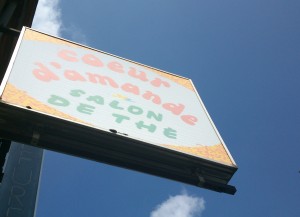 coeur
d'amande
SALON
DE THÉ